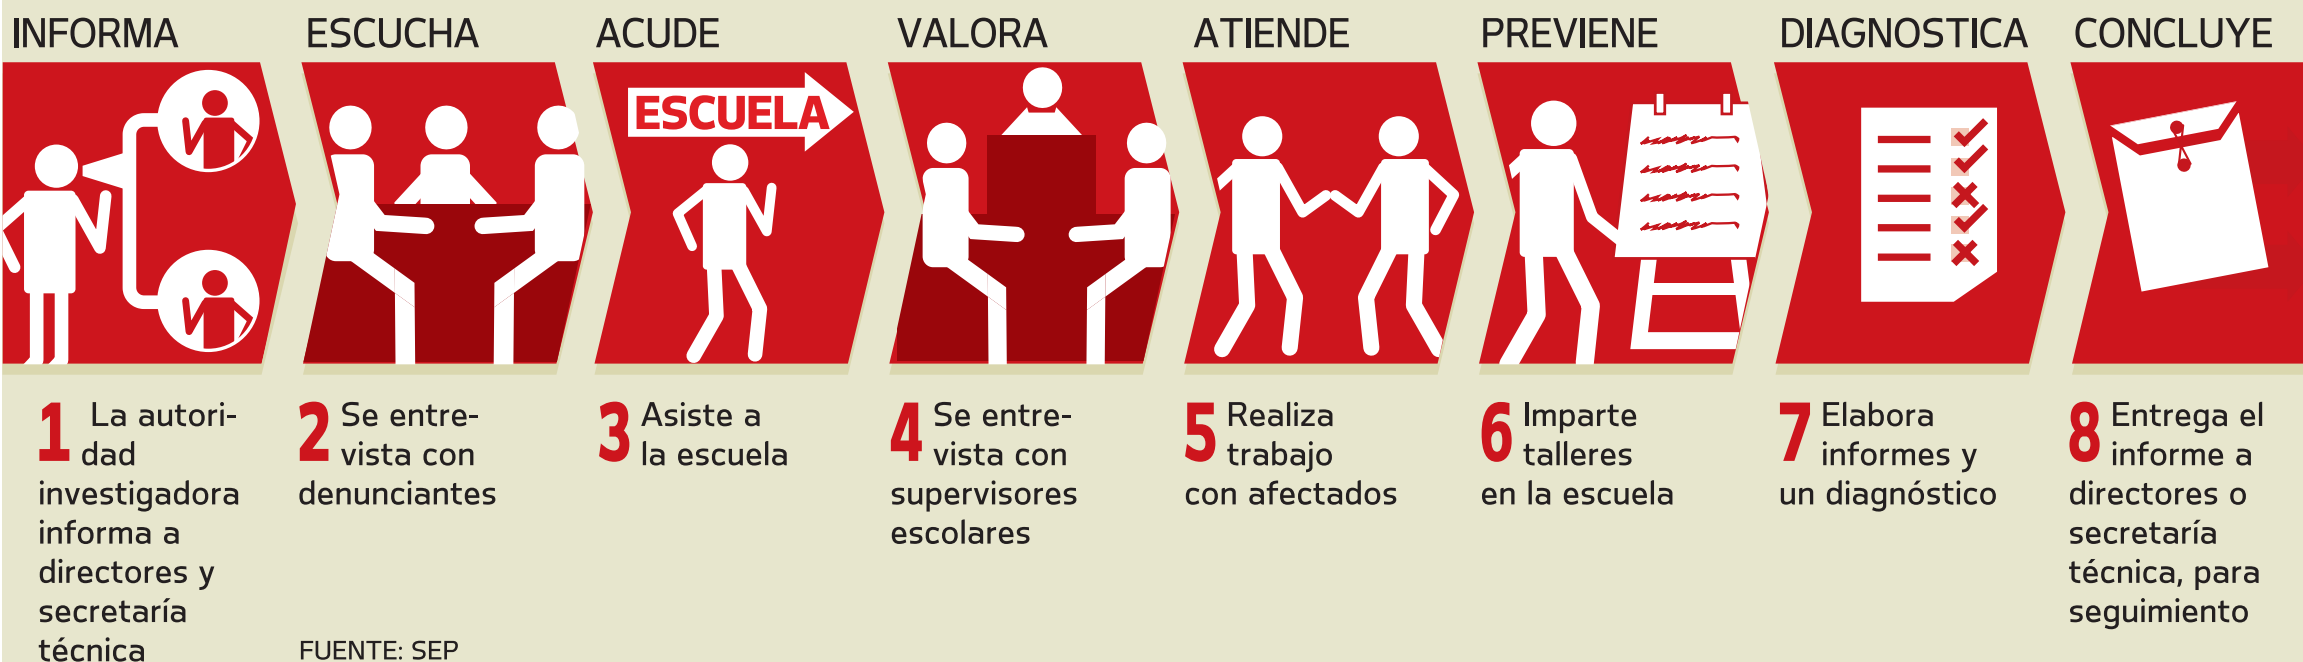 INFORMA
ESCUCHA
ACUDE
VALORA
ATIENDE
PREVIENE
DIAGNOSTICA
CONCLUYE
ESCUELA
1 La autori-
dad
investigadora
informa a
directores y
secretaría
técnica
2 Se entre-
vista con
denunciantes
3 Asiste a
la escuela
4 Se entre-
vista con
supervisores
escolares
5 Realiza
trabajo
con afectados
6 Imparte
talleres
en la escuela
7 Elabora
informes y
un diagnóstico
8 Entrega el
informe a
directores o
secretaría
técnica, para
seguimiento
FUENTE: SEP